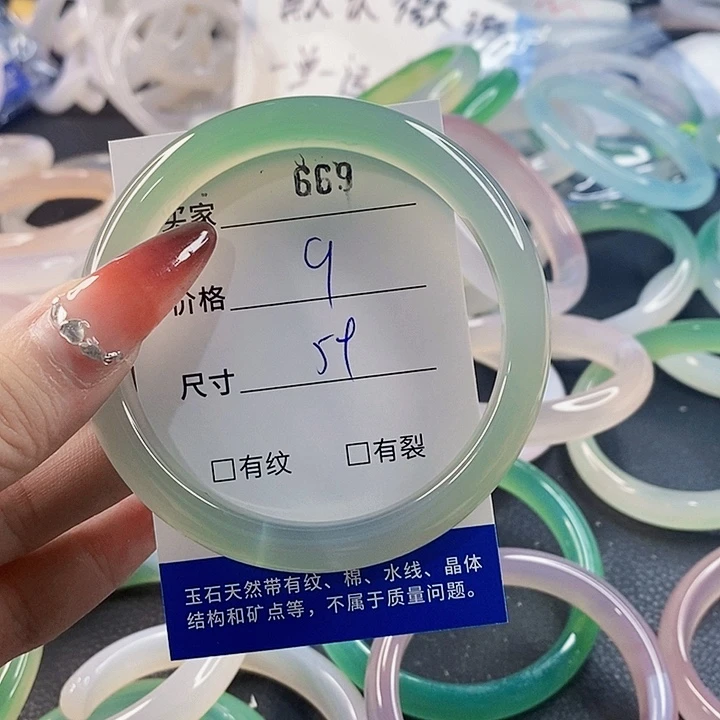 669
买家
价格 9
尺寸 59
□有纹 □有裂
玉石天然带有纹、棉、水线、晶体
结构和矿点等，不属于质量问题。